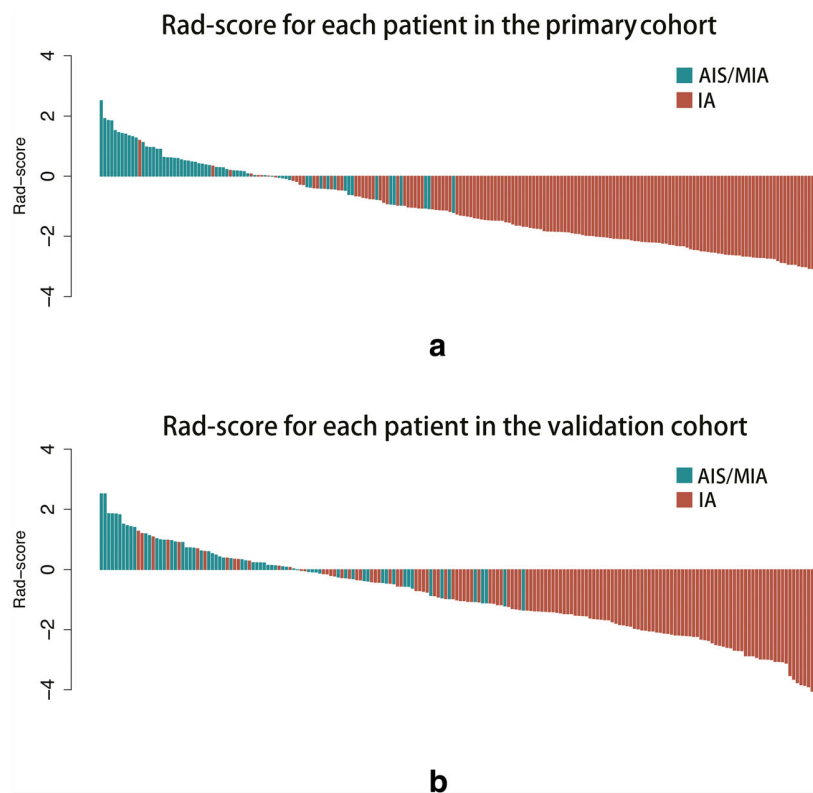 Rad-score for each patient in the primary cohort
4
AIS/MIA
IA
2
0
Rad-score
−2
−4
a
Rad-score for each patient in the validation cohort
4
AIS/MIA
IA
2
0
Rad-score
−2
−4
b